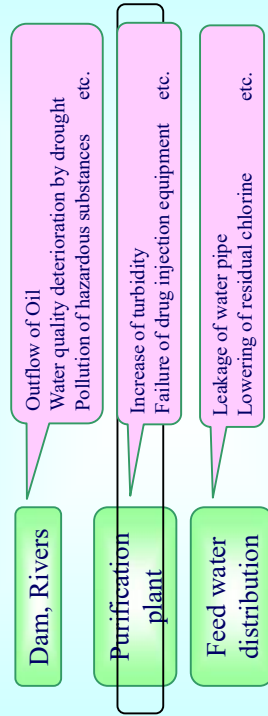 Dam, Rivers
Outflow of Oil
Water quality deterioration by drought
Pollution of hazardous substances etc.
Purification
plant
Increase of turbidity
Failure of drug injection equipment etc.
Feed water
distribution
Leakage of water pipe
Lowering of residual chlorine etc.